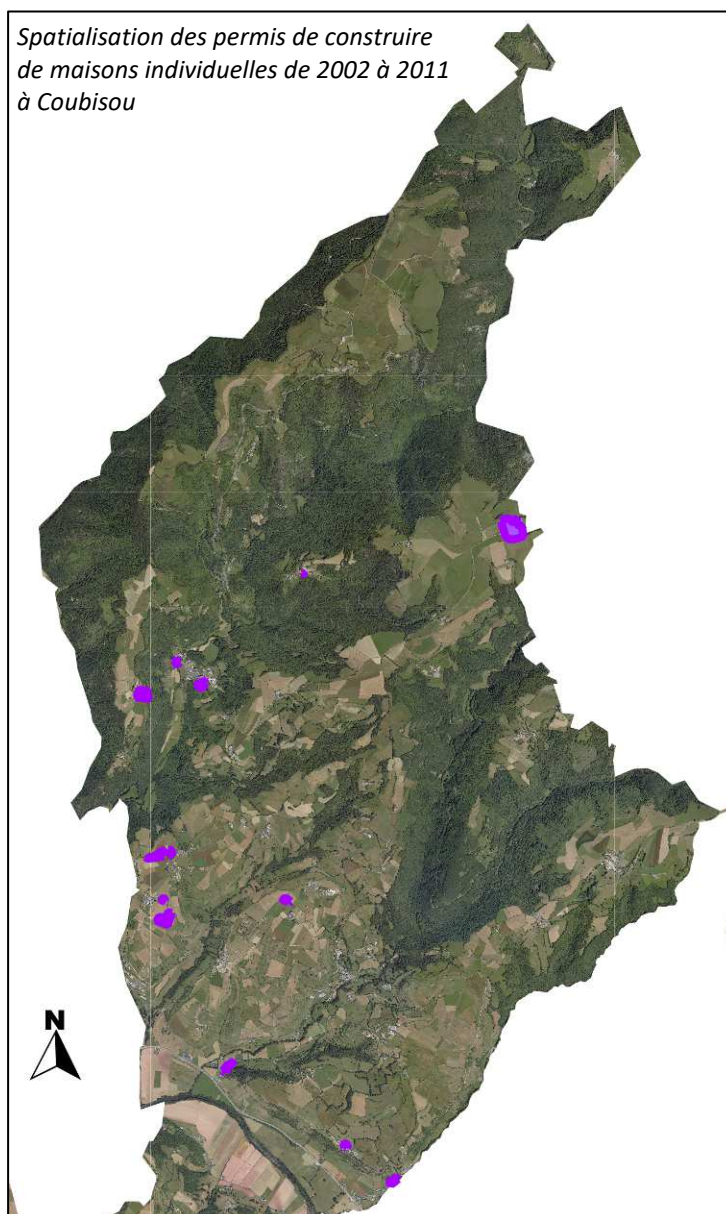 Spatialisation des permis de construire
de maisons individuelles de 2002 à 2011
à Coubisou
N